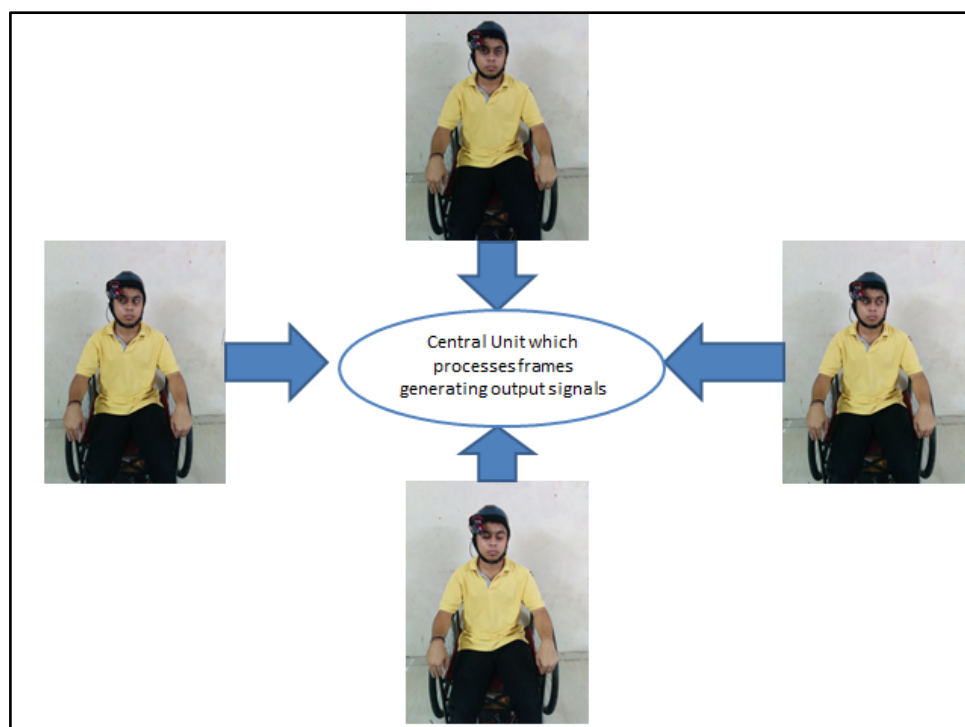 Central Unit which
processes frames
generating output signals